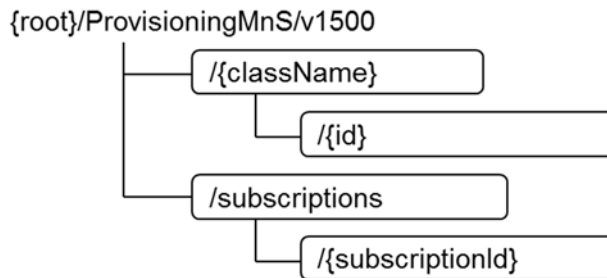 {root}/ProvisioningMnS/v1500
/{className}
/{id}
/subscriptions
/{subscriptionId}